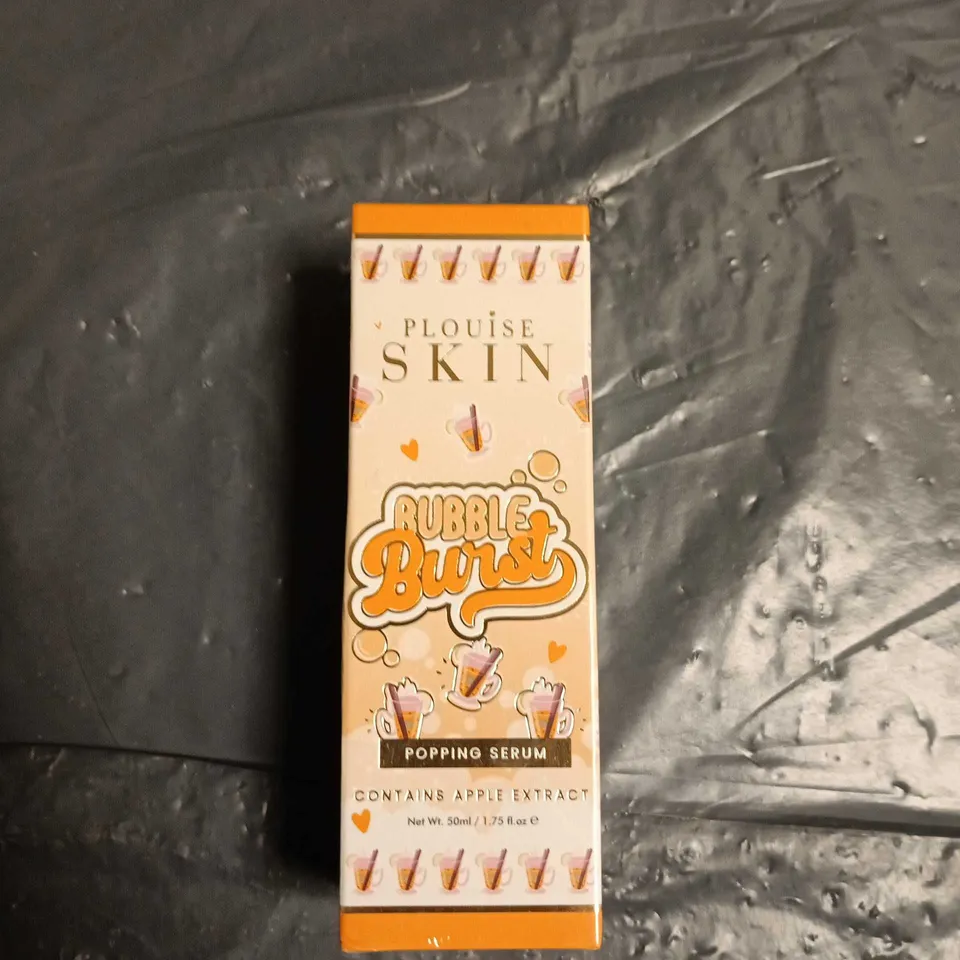 PLOUiSE
SKIN
BUBBLE
Burst
POPPING SERUM
CONTAINS APPLE EXTRACT
Net Wt. 50ml / 1.75 fl.oz ℮